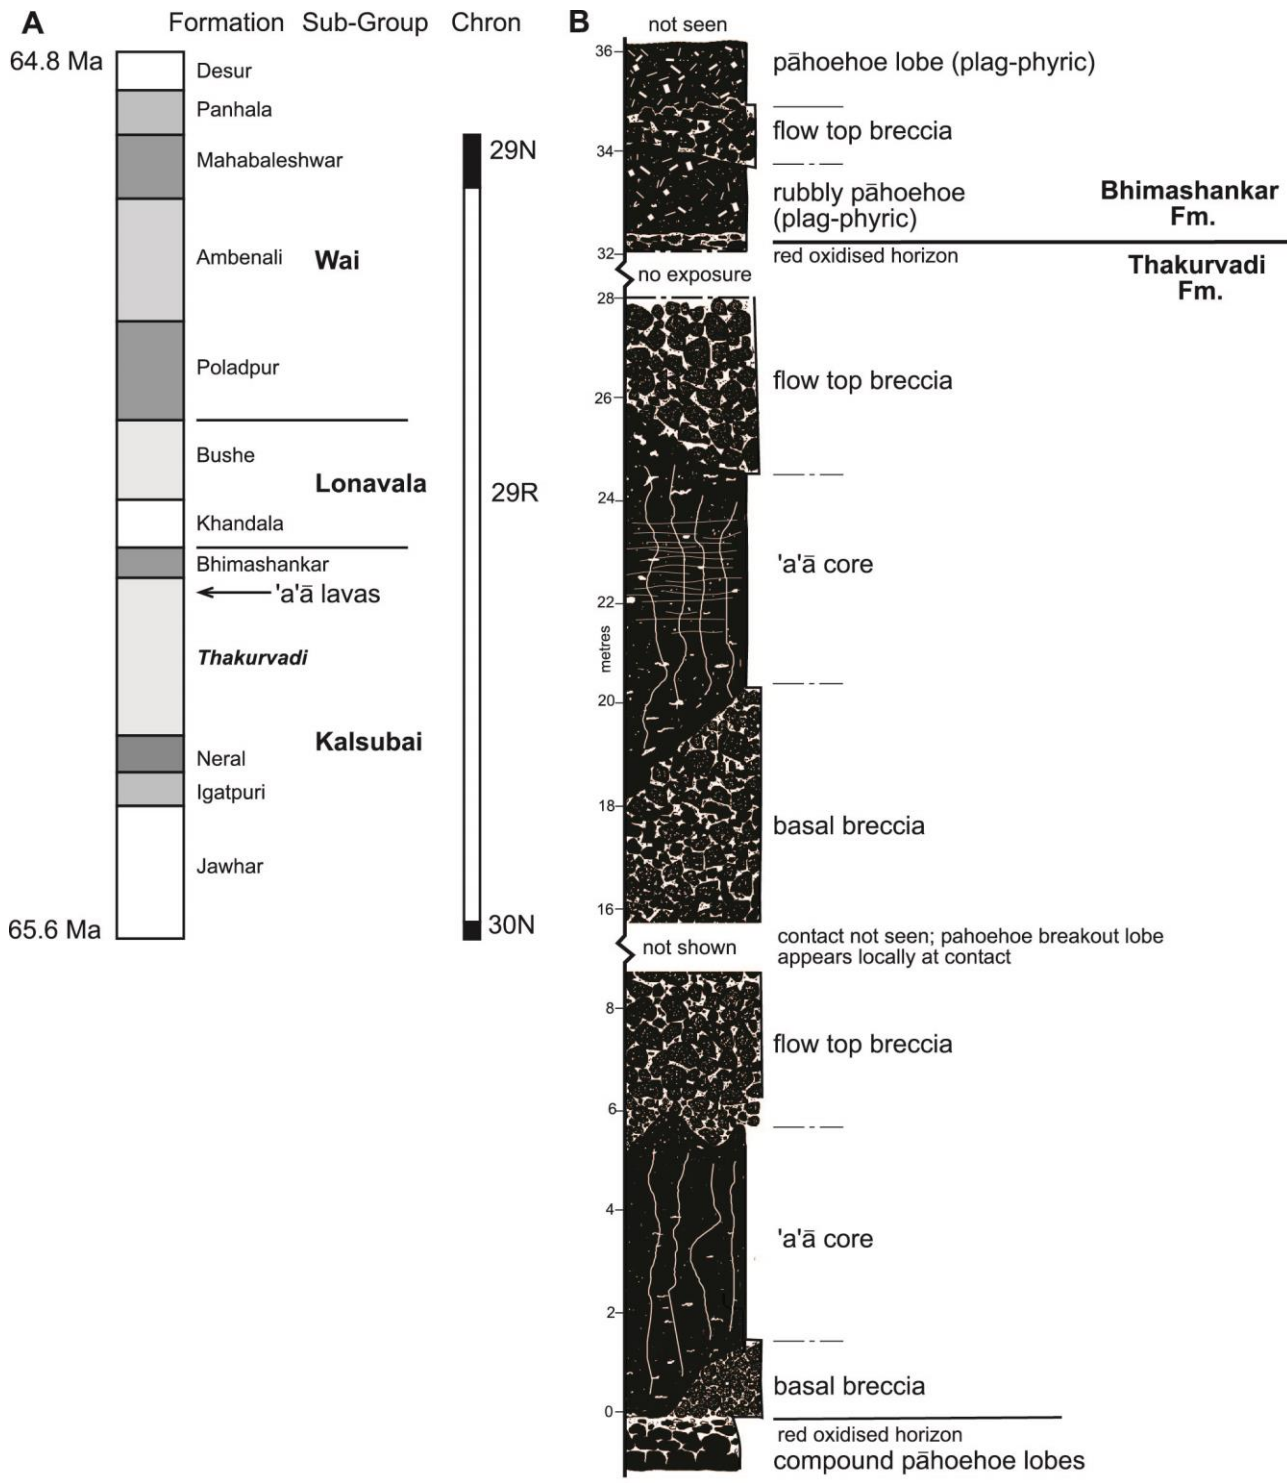 A
Formation Sub-Group Chron
64.8 Ma
Desur
Panhala
Mahabaleshwar
29N
Ambenali
Wai
Poladpur
Bushe
Lonavala
29R
Khandala
Bhimashankar
'a'ā lavas
Thakurvadi
Kalsubai
Neral
Igatpuri
Jawhar
65.6 Ma
30N
B
not seen
36
pāhoehoe lobe (plag-phyric)
flow top breccia
34
rubbly pāhoehoe
(plag-phyric)
Bhimashankar
Fm.
32
red oxidised horizon
Thakurvadi
Fm.
no exposure
28
flow top breccia
26
24
'a'ā core
22
metres
20
18
basal breccia
16
contact not seen; pahoehoe breakout lobe
appears locally at contact
not shown
8
flow top breccia
6
4
'a'ā core
2
basal breccia
0
red oxidised horizon
compound pāhoehoe lobes